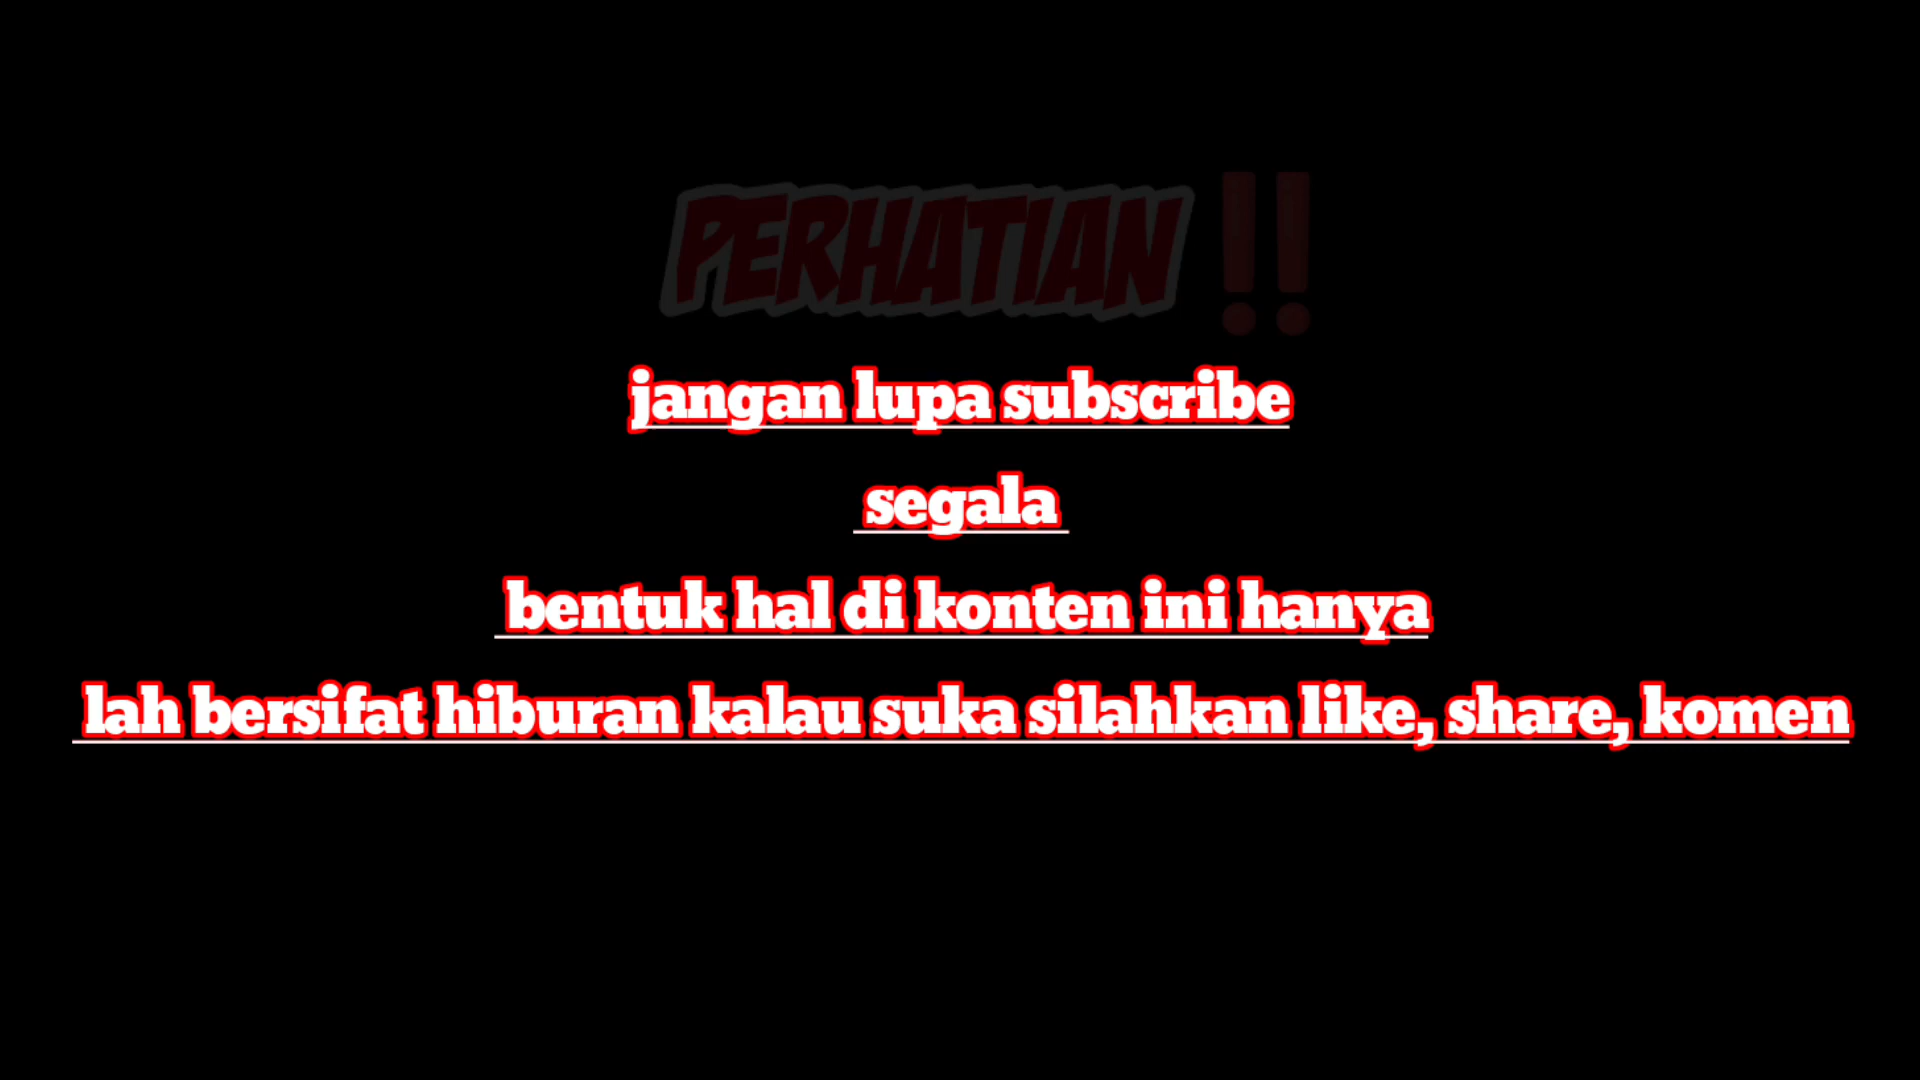 PERHATIAN‼
jangan lupa subscribe
segala
bentuk hal di konten ini hanya
lah bersifat hiburan kalau suka silahkan like, share, komen